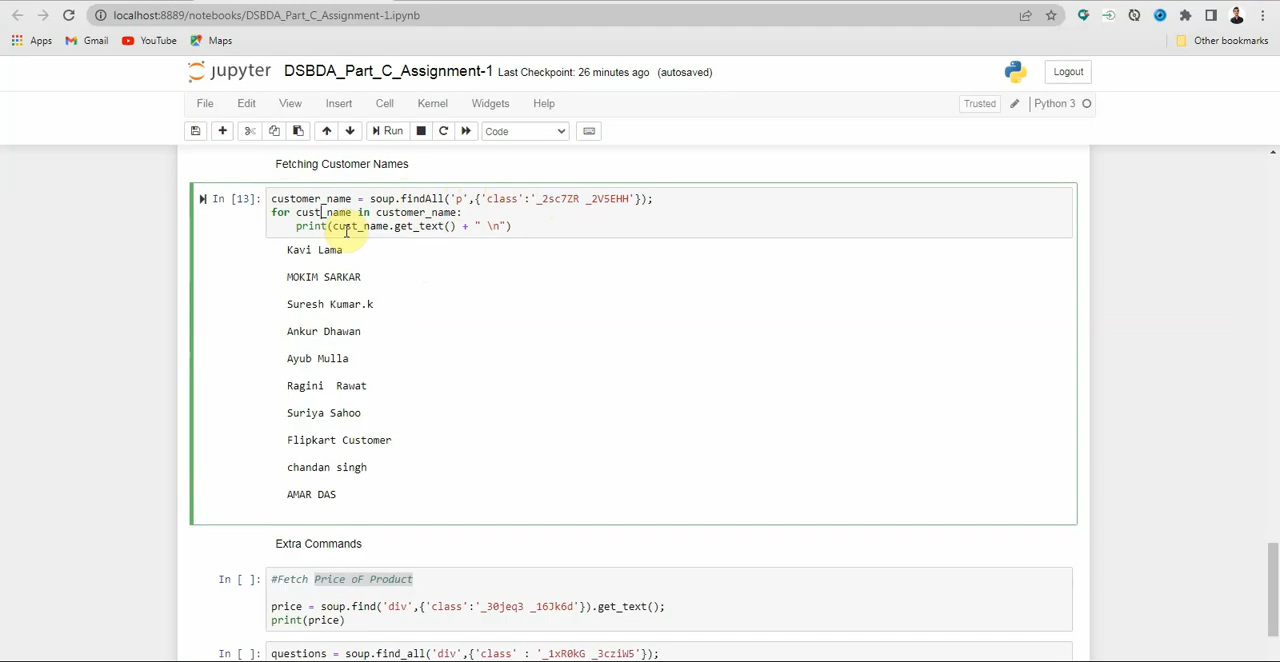 localhost:8889/notebooks/DSBDA_Part_C_Assignment-1.ipynb
Apps Gmail YouTube Maps Other bookmarks
jupyter DSBDA_Part_C_Assignment-1 Last Checkpoint: 26 minutes ago (autosaved) Logout
File Edit View Insert Cell Kernel Widgets Help Trusted Python 3
Run Code
Fetching Customer Names
In [13]: customer_name = soup.findAll('p',{'class':'_2sc7ZR _2V5EHH'});
for cust_name in customer_name:
print(cust_name.get_text() + " \n")
Kavi Lama
MOKIM SARKAR
Suresh Kumar.k
Ankur Dhawan
Ayub Mulla
Ragini  Rawat
Suriya Sahoo
Flipkart Customer
chandan singh
AMAR DAS
Extra Commands
In [ ]: #Fetch Price oF Product
price = soup.find('div',{'class':'_30jeq3 _16Jk6d'}).get_text();
print(price)
In [ ]: questions = soup.find_all('div',{'class' : '_1xR0kG _3cziW5'});